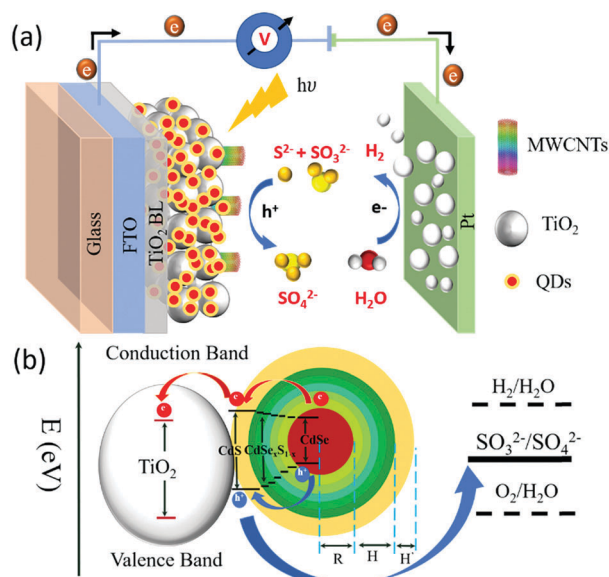 (a)
e
e
V
e
e
hν
S²⁻ + SO₃²⁻
H₂
h⁺
e-
SO₄²⁻
H₂O
Glass
FTO
TiO₂ BL
Pt
MWCNTs
TiO₂
QDs
(b)
E (eV)
Conduction Band
e⁻
e⁻
e⁻
TiO₂
CdS
CdSeₓS₁₋ₓ
CdSe
h⁺
h⁺
Valence Band
R
H
H'
H₂/H₂O
SO₃²⁻/SO₄²⁻
O₂/H₂O